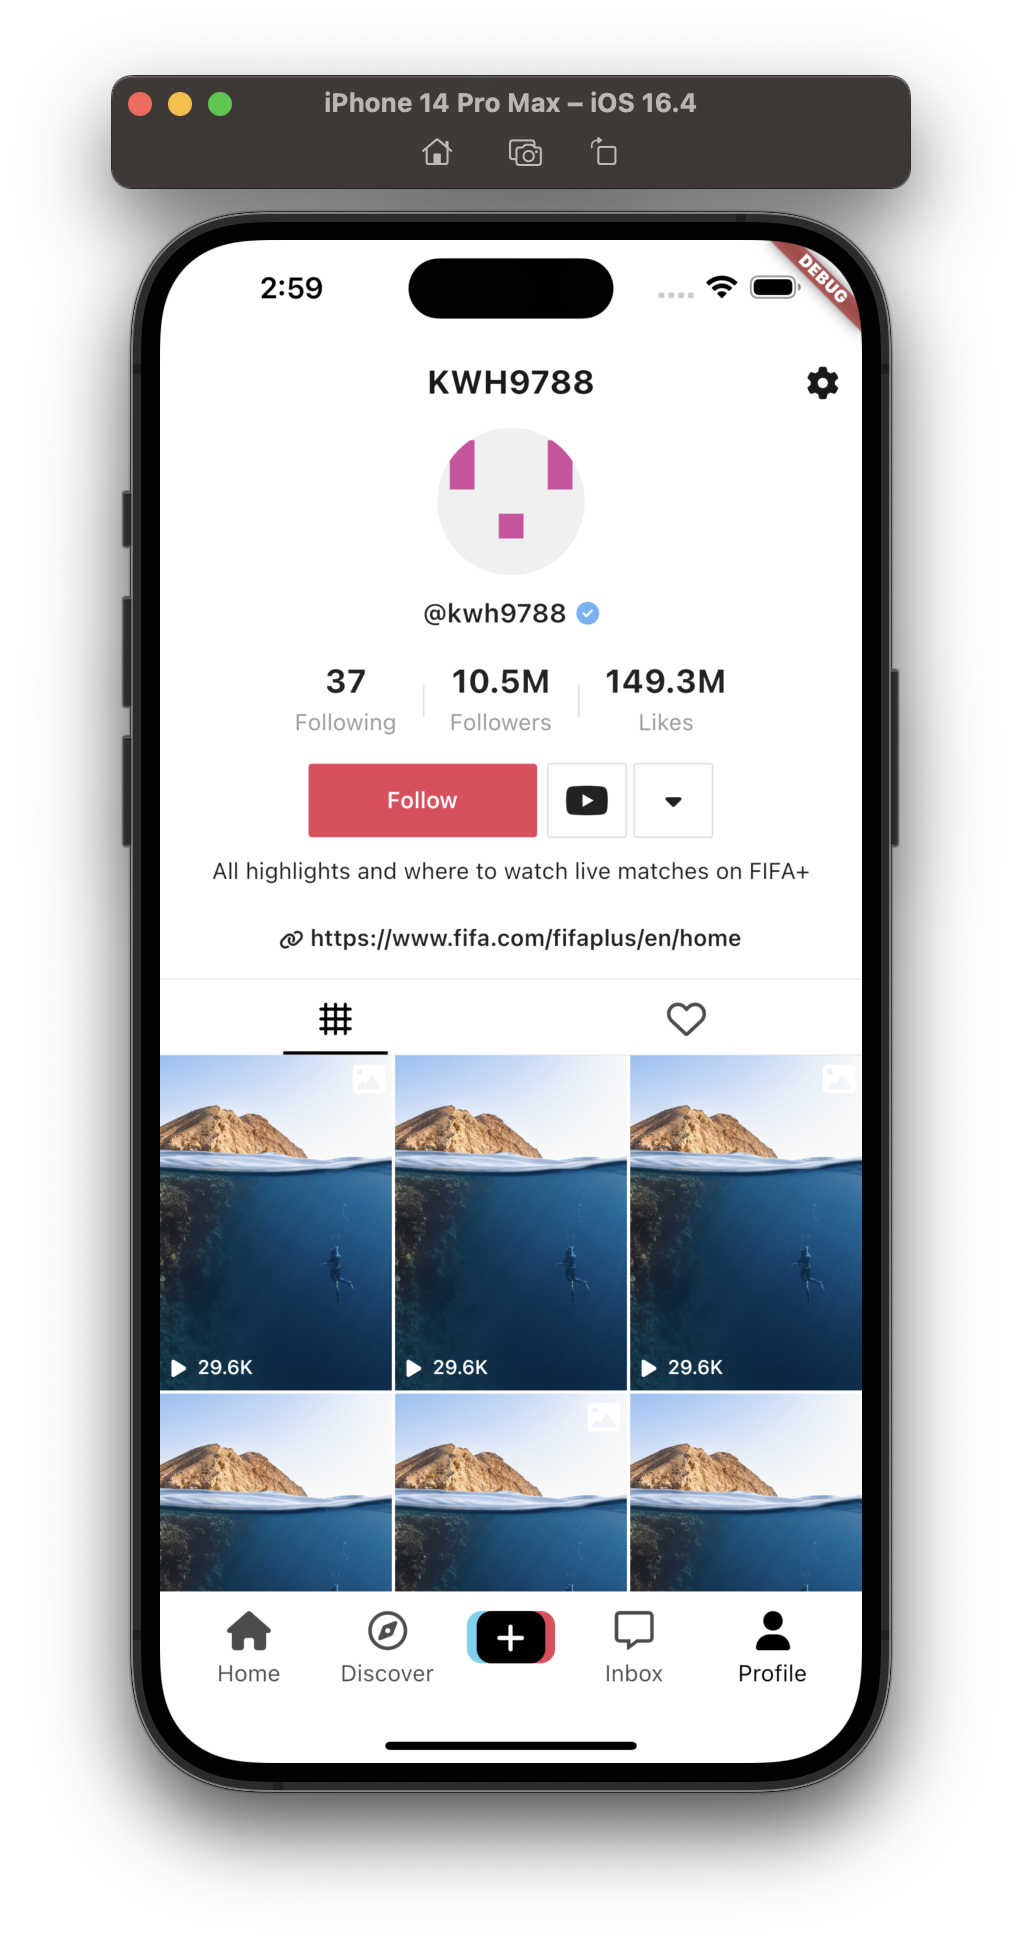 iPhone 14 Pro Max – iOS 16.4
2:59
DEBUG
KWH9788
@kwh9788
37 10.5M 149.3M
Following Followers Likes
Follow
All highlights and where to watch live matches on FIFA+
https://www.fifa.com/fifaplus/en/home
29.6K 29.6K 29.6K
Home Discover Inbox Profile